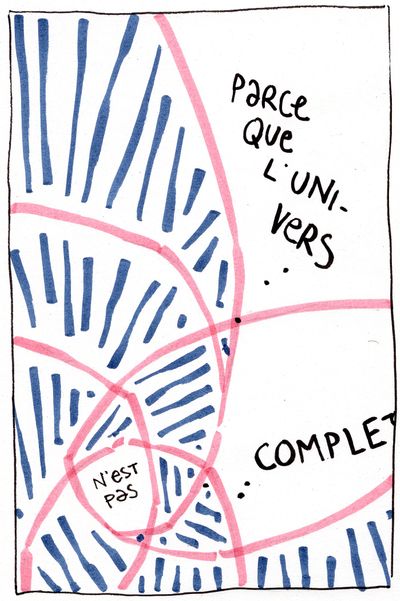 Parce
que
l'uni-
vers
..
n'est
pas
..
complet